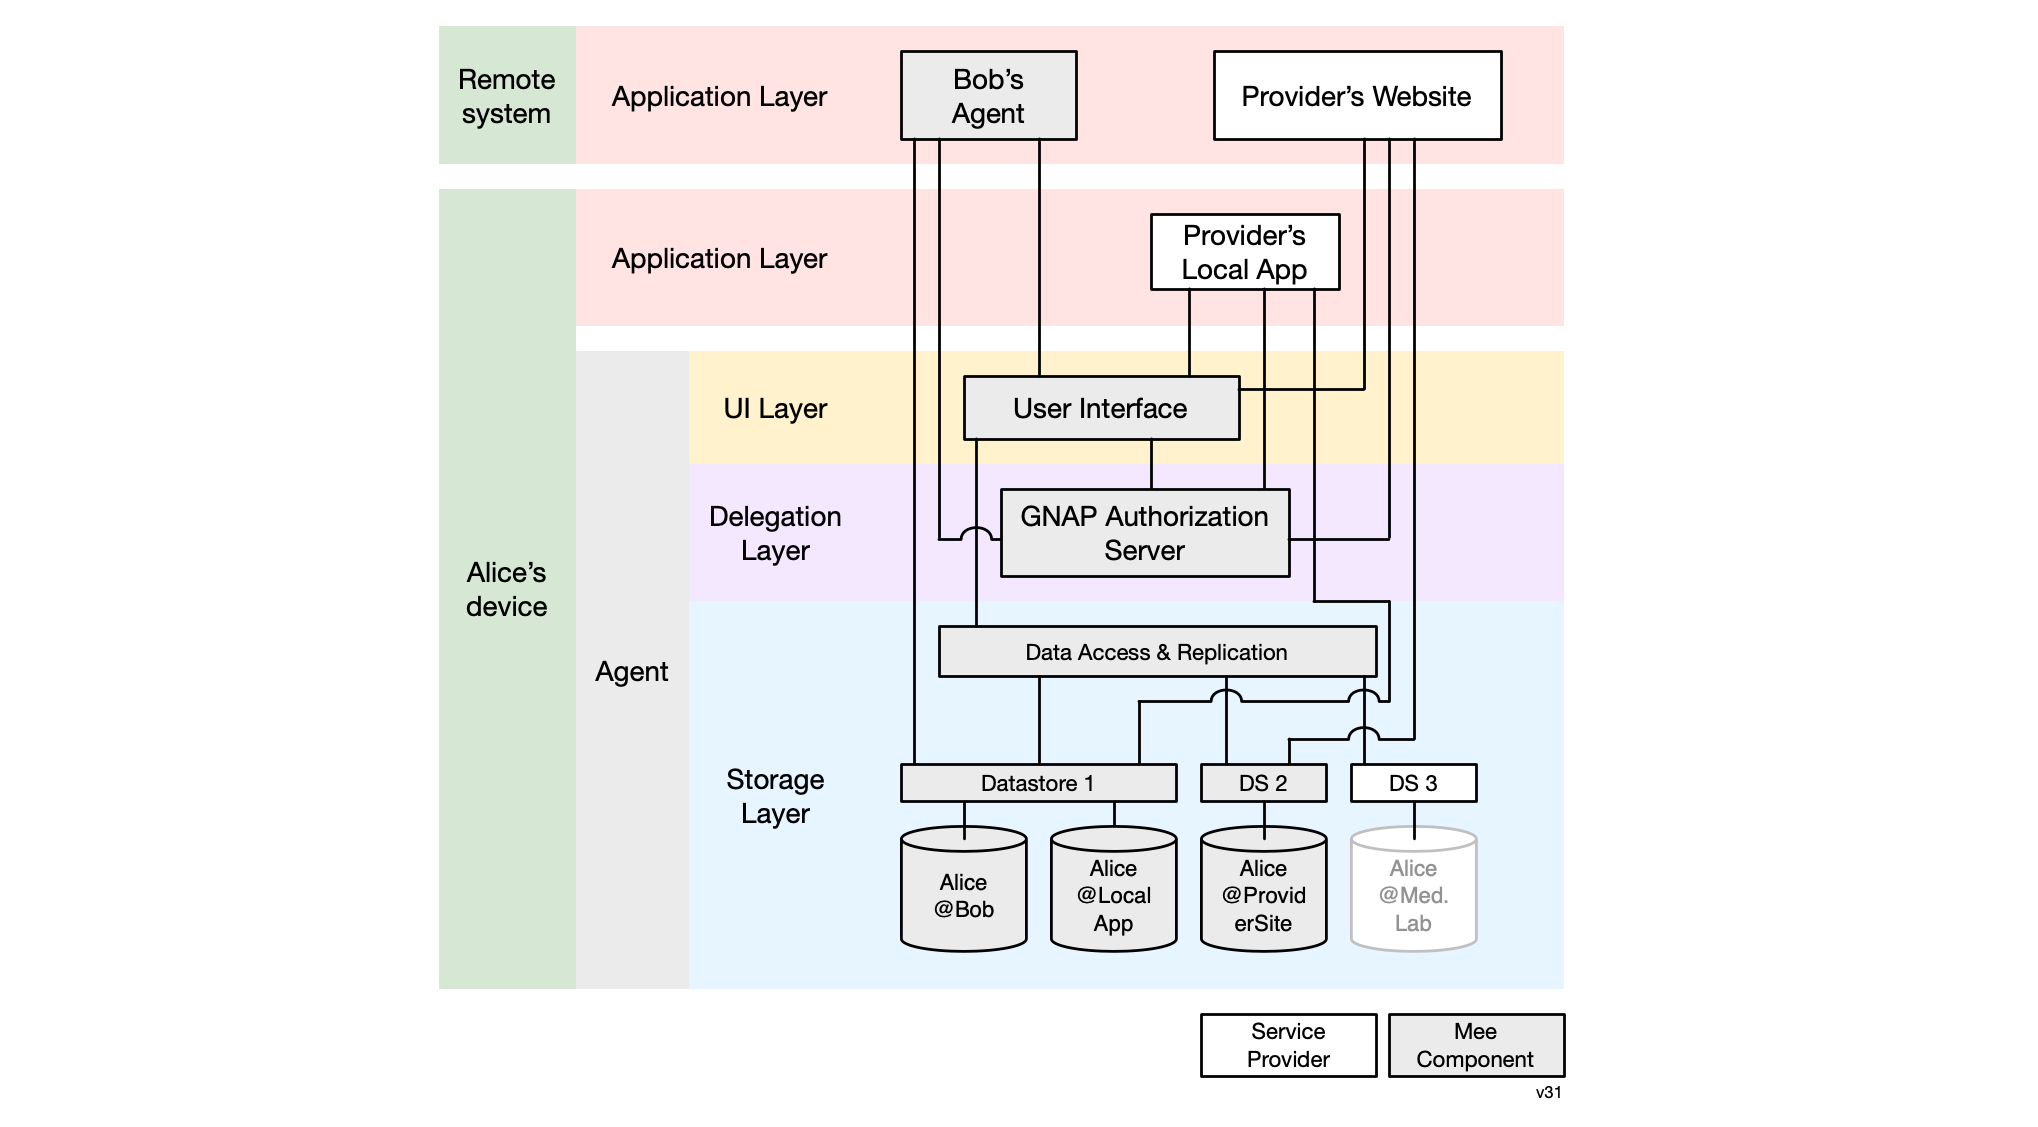 Remote
system
Application Layer
Bob’s
Agent
Provider’s Website
Alice’s
device
Application Layer
Provider’s
Local App
Agent
UI Layer
User Interface
Delegation
Layer
GNAP Authorization
Server
Storage
Layer
Data Access & Replication
Datastore 1
DS 2
DS 3
Alice
@Bob
Alice
@Local
App
Alice
@Provid
erSite
Alice
@Med.
Lab
Service
Provider
Mee
Component
v31